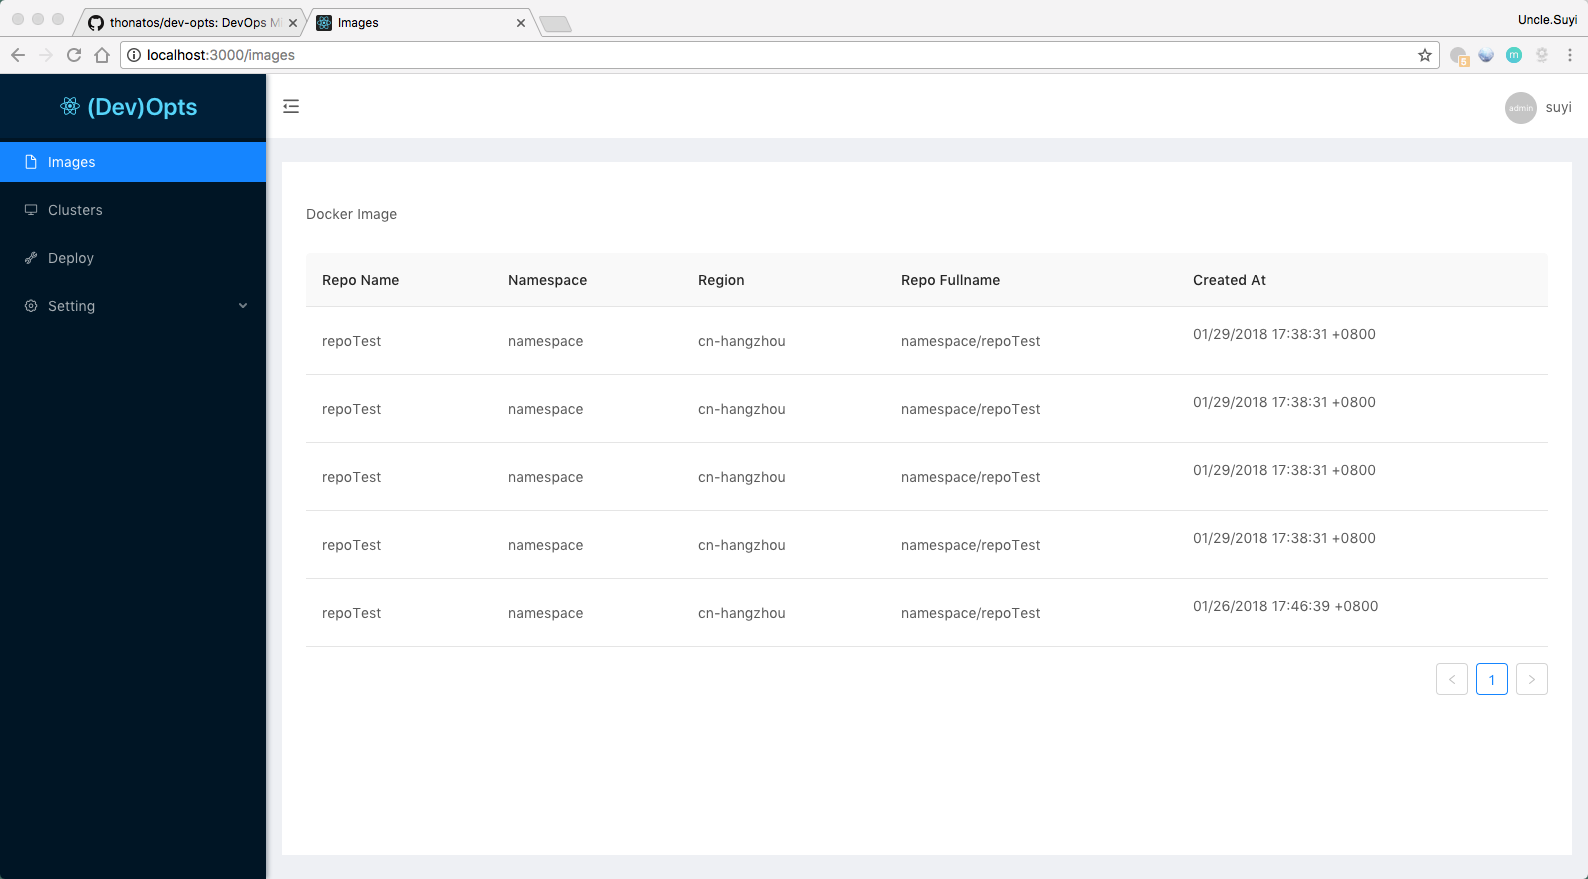 thonatos/dev-opts: DevOps Mi
Images
Uncle.Suyi
localhost:3000/images
5
m
(Dev)Opts
admin
suyi
Images
Clusters
Deploy
Setting
Docker Image
Repo Name Namespace Region Repo Fullname Created At
repoTest namespace cn-hangzhou namespace/repoTest 01/29/2018 17:38:31 +0800
repoTest namespace cn-hangzhou namespace/repoTest 01/29/2018 17:38:31 +0800
repoTest namespace cn-hangzhou namespace/repoTest 01/29/2018 17:38:31 +0800
repoTest namespace cn-hangzhou namespace/repoTest 01/29/2018 17:38:31 +0800
repoTest namespace cn-hangzhou namespace/repoTest 01/26/2018 17:46:39 +0800
1